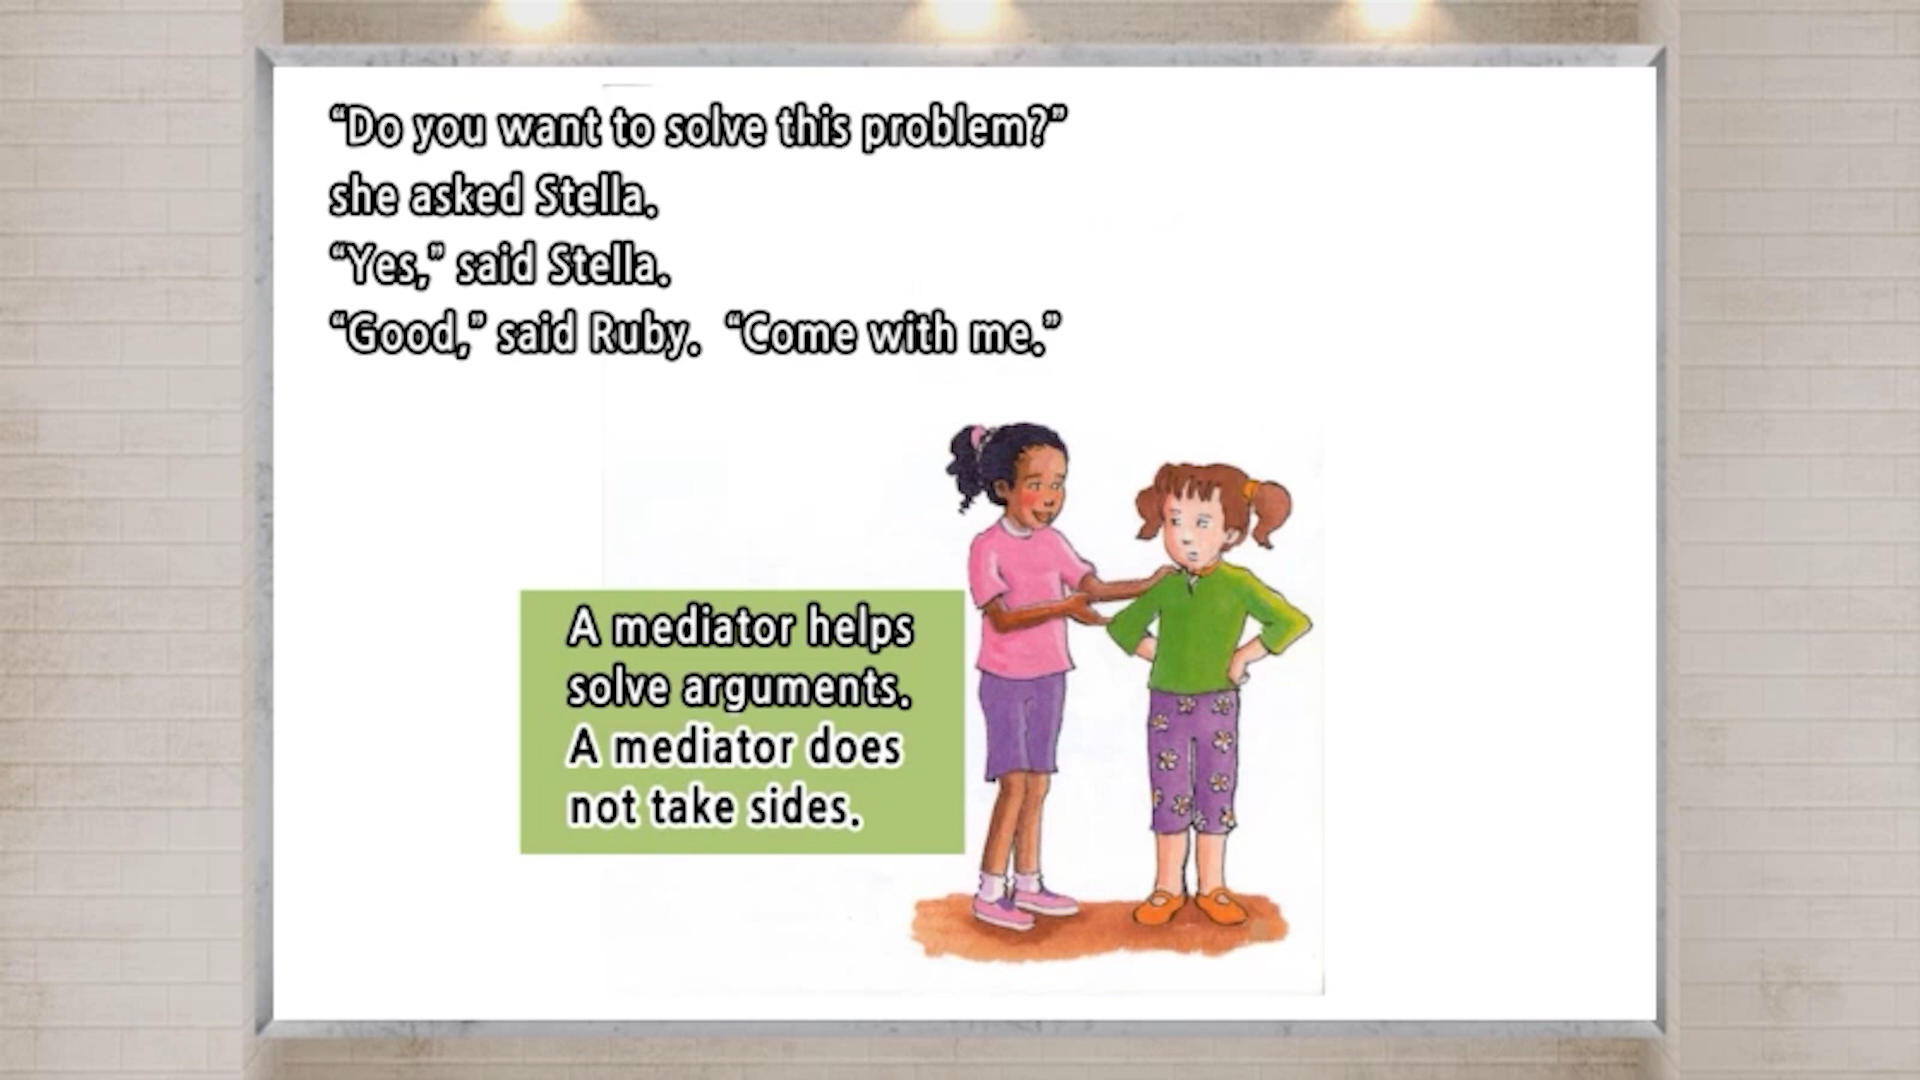 “Do you want to solve this problem?”
she asked Stella.
“Yes,” said Stella.
“Good,” said Ruby.  “Come with me.”
A mediator helps
solve arguments.
A mediator does
not take sides.